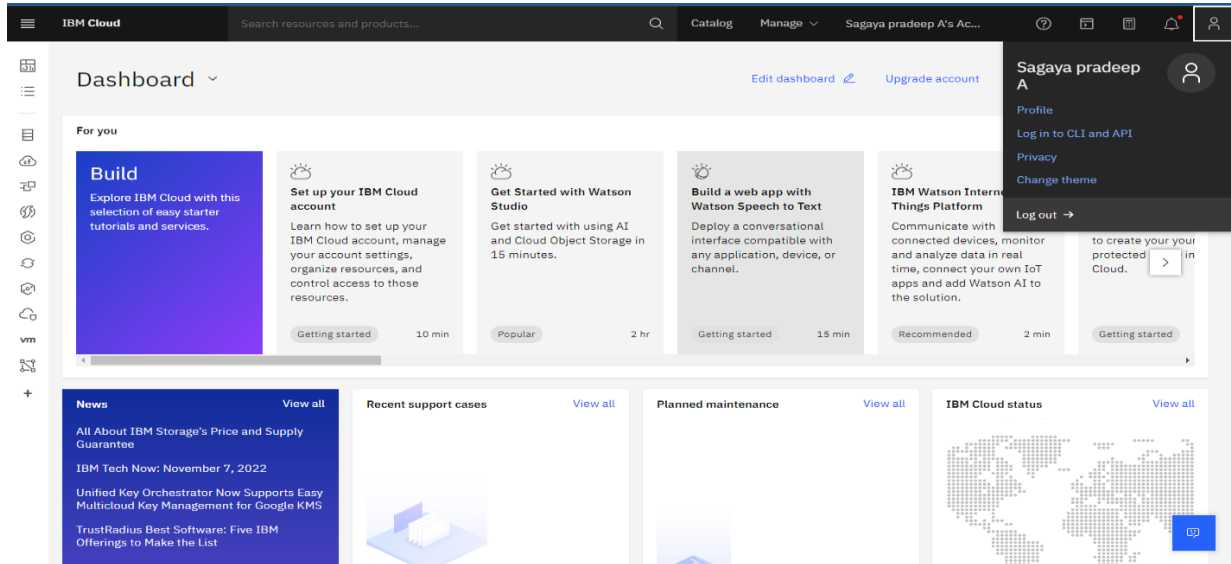 IBM Cloud
Search resources and products...
Catalog
Manage
Sagaya pradeep A's Ac...
Dashboard
Edit dashboard
Upgrade account
Sagaya pradeep
A
Profile
Log in to CLI and API
Privacy
Change theme
Log out →
For you
Build
Explore IBM Cloud with this
selection of easy starter
tutorials and services.
Set up your IBM Cloud
account
Learn how to set up your
IBM Cloud account, manage
your account settings,
organize resources, and
control access to those
resources.
Getting started
10 min
Get Started with Watson
Studio
Get started with using AI
and Cloud Object Storage in
15 minutes.
Popular
2 hr
Build a web app with
Watson Speech to Text
Deploy a conversational
interface compatible with
any application, device, or
channel.
Getting started
15 min
IBM Watson Intern
Things Platform
Communicate with
connected devices, monitor
and analyze data in real
time, connect your own IoT
apps and add Watson AI to
the solution.
Recommended
2 min
to create your your
protected in
Cloud.
Getting started
vm
News
View all
All About IBM Storage's Price and Supply
Guarantee
IBM Tech Now: November 7, 2022
Unified Key Orchestrator Now Supports Easy
Multicloud Key Management for Google KMS
TrustRadius Best Software: Five IBM
Offerings to Make the List
Recent support cases
View all
Planned maintenance
View all
IBM Cloud status
View all